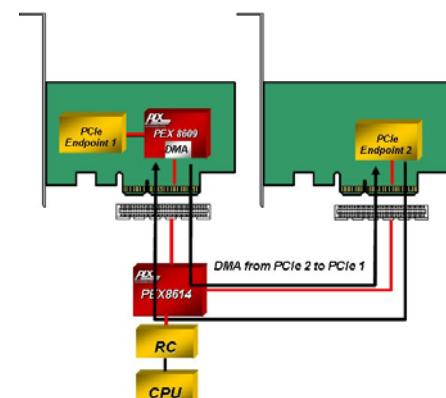 PCIe
Endpoint 1
PLX
PEX 8609
DMA
PCIe
Endpoint 2
DMA from PCIe 2 to PCIe 1
PLX
PEX8614
RC
CPU